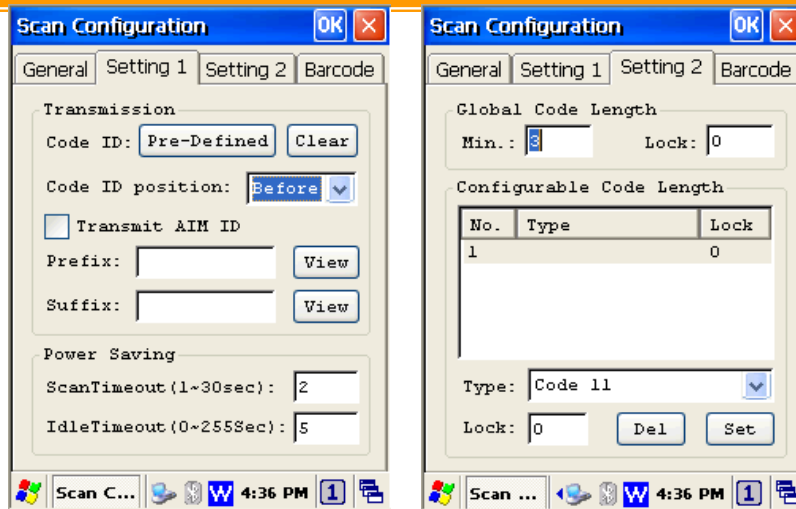 Scan Configuration OK
General Setting 1 Setting 2 Barcode
Transmission
Code ID: Pre-Defined Clear
Code ID position: Before
Transmit AIM ID
Prefix: View
Suffix: View
Power Saving
ScanTimeout(1~30sec): 2
IdleTimeout(0~255Sec): 5
Scan C... W 4:36 PM 1
Scan Configuration OK
General Setting 1 Setting 2 Barcode
Global Code Length
Min.: 3 Lock: 0
Configurable Code Length
No. Type Lock
1 0
Type: Code 11
Lock: 0 Del Set
Scan ... W 4:36 PM 1